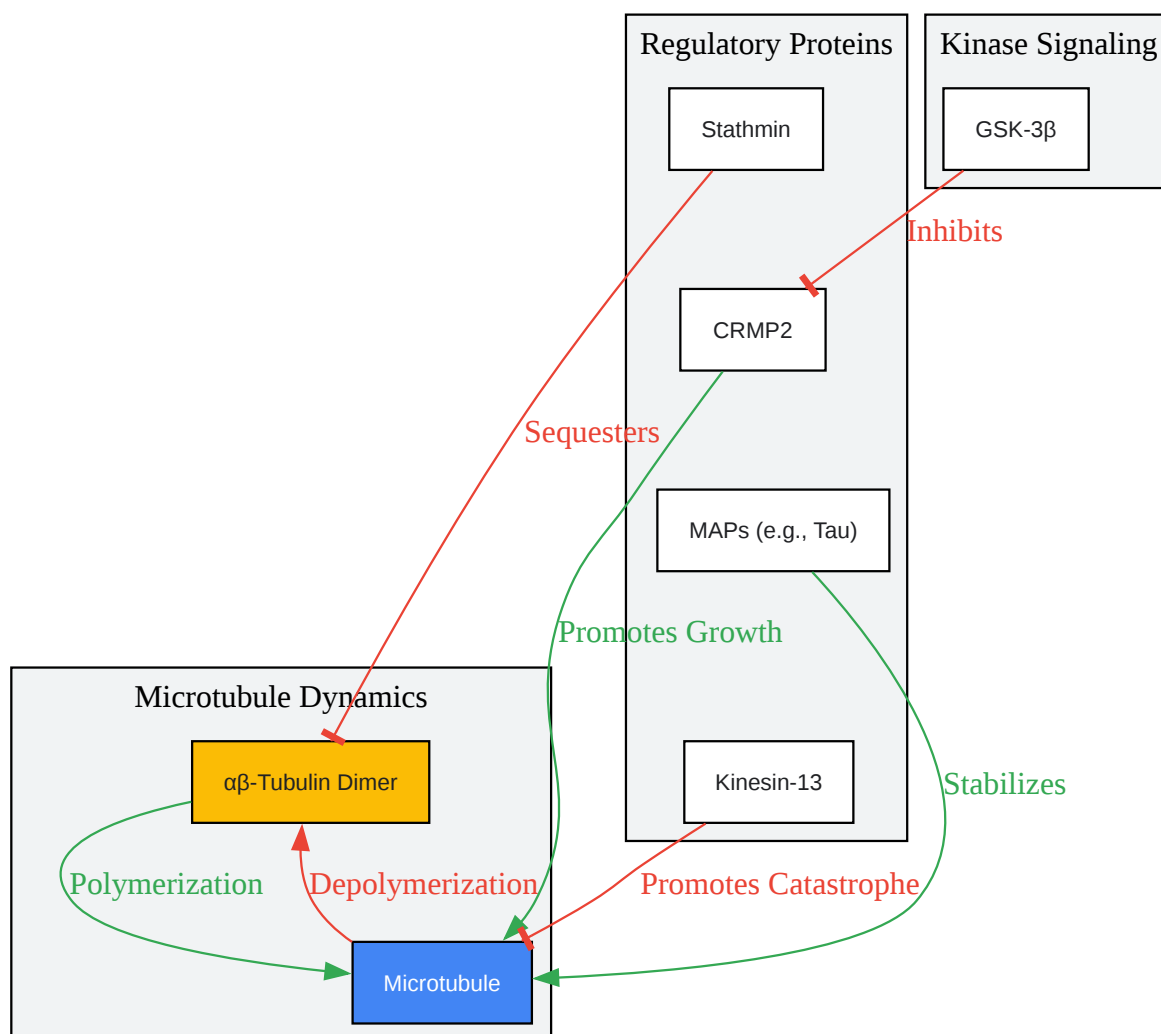 Regulatory Proteins
Kinase Signaling
Stathmin
GSK-3β
Inhibits
CRMP2
Sequesters
MAPs (e.g., Tau)
Promotes Growth
Microtubule Dynamics
αβ-Tubulin Dimer
Kinesin-13
Stabilizes
Polymerization
Depolymerization
Promotes Catastrophe
Microtubule